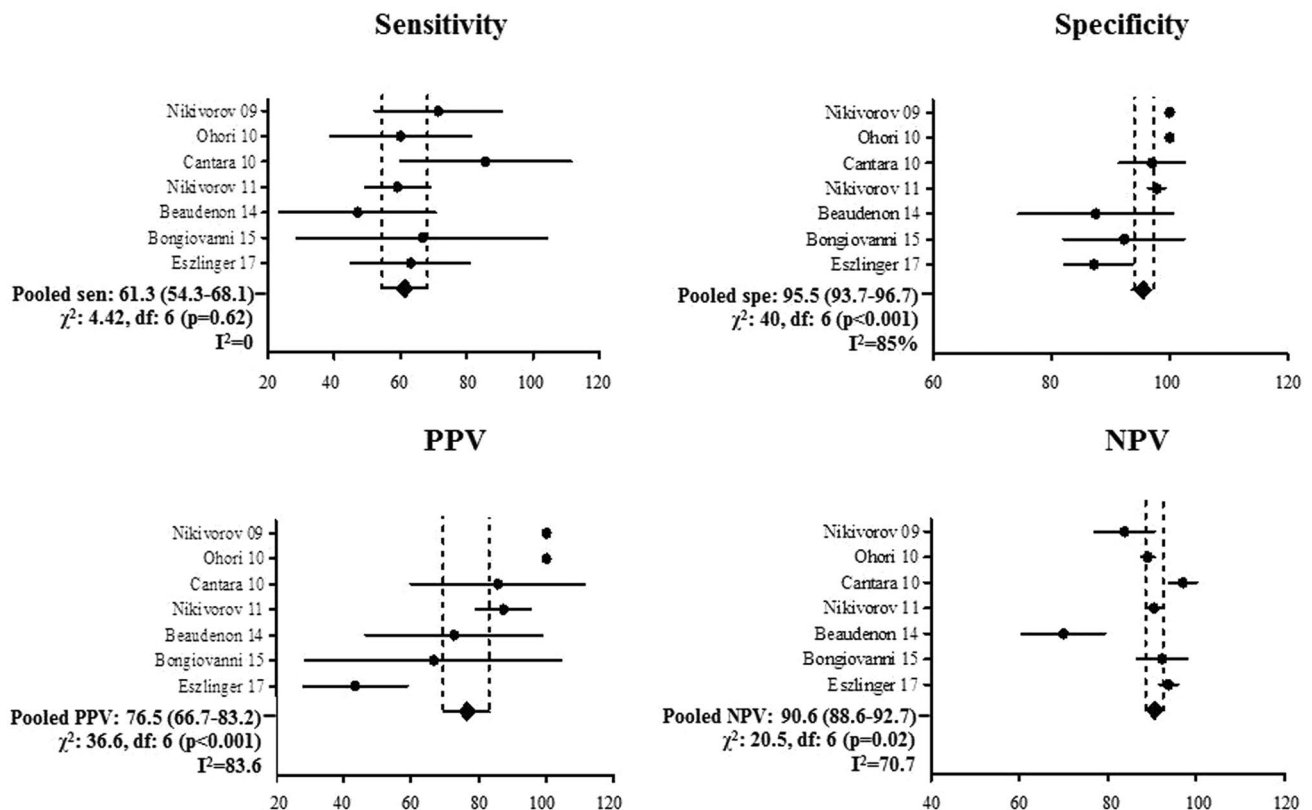 Sensitivity
Nikivorov 09
Ohori 10
Cantara 10
Nikivorov 11
Beaudenon 14
Bongiovanni 15
Eszlinger 17
Pooled sen: 61.3 (54.3-68.1)
χ²: 4.42, df: 6 (p=0.62)
I²=0
20 40 60 80 100 120
Specificity
Nikivorov 09
Ohori 10
Cantara 10
Nikivorov 11
Beaudenon 14
Bongiovanni 15
Eszlinger 17
Pooled spe: 95.5 (93.7-96.7)
χ²: 40, df: 6 (p<0.001)
I²=85%
60 80 100 120
PPV
Nikivorov 09
Ohori 10
Cantara 10
Nikivorov 11
Beaudenon 14
Bongiovanni 15
Eszlinger 17
Pooled PPV: 76.5 (66.7-83.2)
χ²: 36.6, df: 6 (p<0.001)
I²=83.6
20 40 60 80 100 120
NPV
Nikivorov 09
Ohori 10
Cantara 10
Nikivorov 11
Beaudenon 14
Bongiovanni 15
Eszlinger 17
Pooled NPV: 90.6 (88.6-92.7)
χ²: 20.5, df: 6 (p=0.02)
I²=70.7
40 60 80 100 120